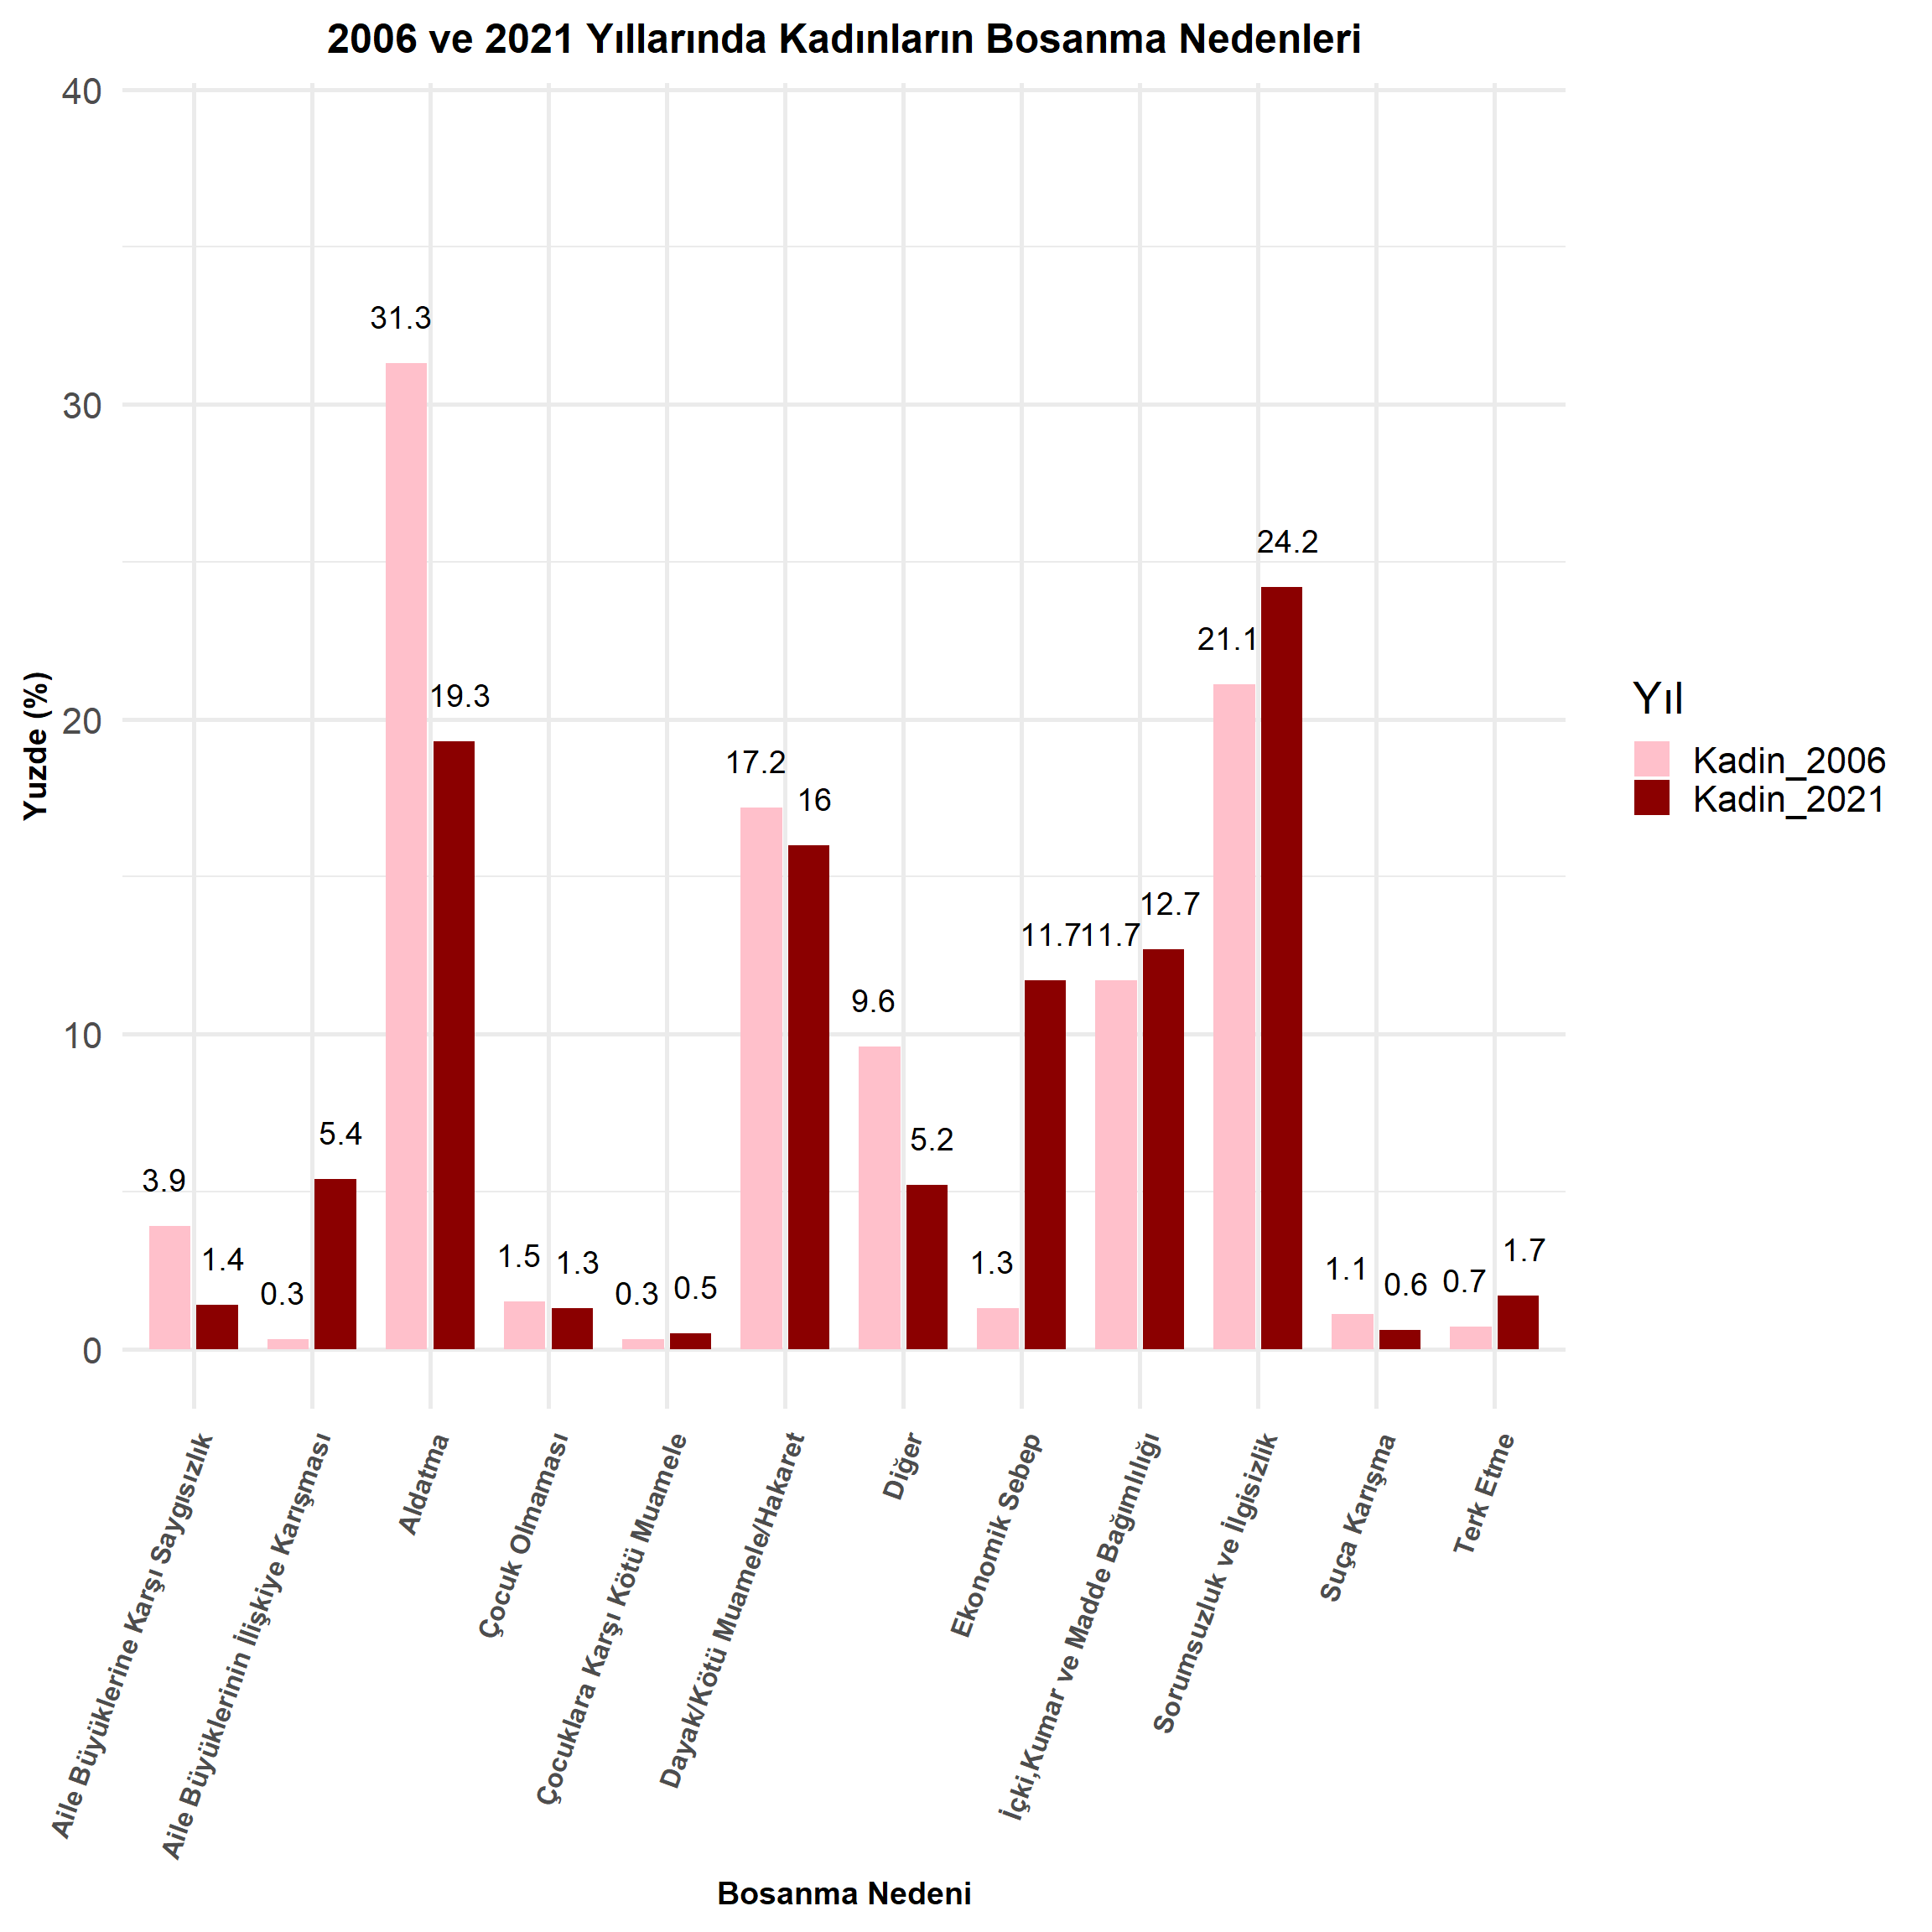 2006 ve 2021 Yıllarında Kadınların Bosanma Nedenleri
Yuzde (%)
40
30
20
10
0
3.9
1.4
0.3
5.4
31.3
19.3
1.5
1.3
0.3
0.5
17.2
16
9.6
5.2
1.3
11.7
11.7
12.7
21.1
24.2
1.1
0.6
0.7
1.7
Aile Büyüklerine Karşı Saygısızlık
Aile Büyüklerinin İlişkiye Karışması
Aldatma
Çocuk Olmaması
Çocuklara Karşı Kötü Muamele
Dayak/Kötü Muamele/Hakaret
Diğer
Ekonomik Sebep
İçki,Kumar ve Madde Bağımlılığı
Sorumsuzluk ve İlgisizlik
Suça Karışma
Terk Etme
Bosanma Nedeni
Yıl
Kadin_2006
Kadin_2021